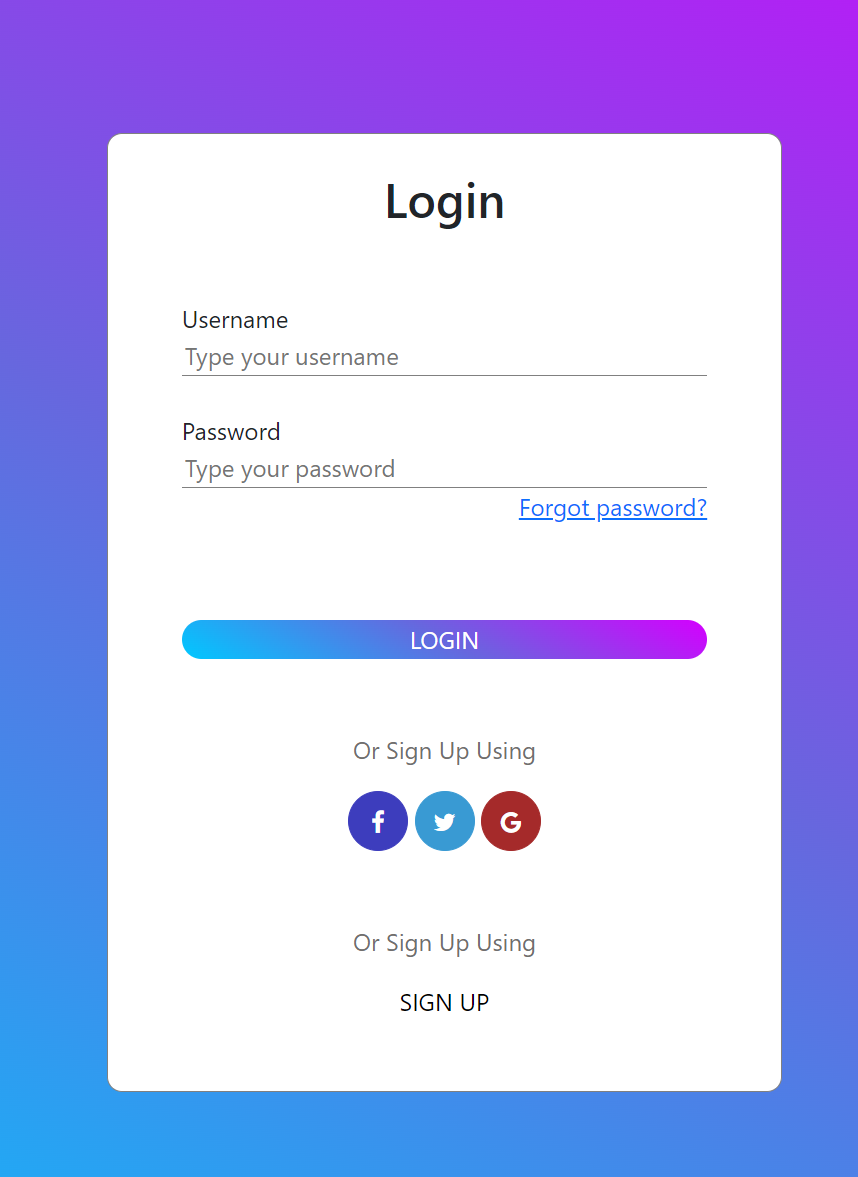 Login
Username
Type your username
Password
Type your password
Forgot password?
LOGIN
Or Sign Up Using
Or Sign Up Using
SIGN UP